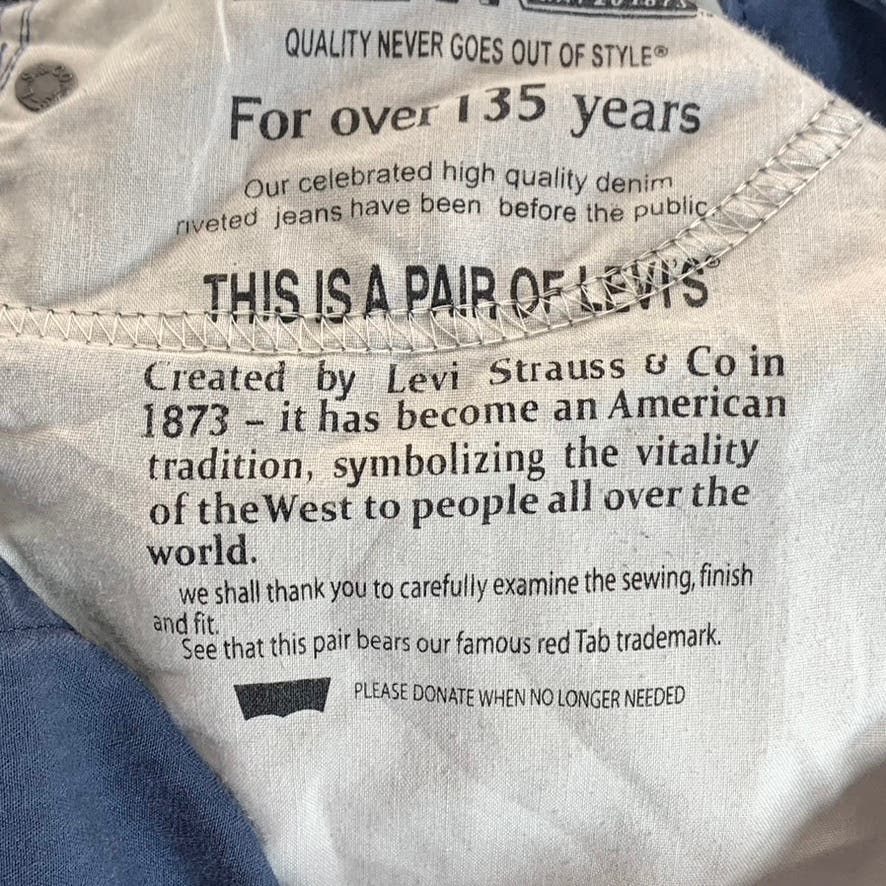 QUALITY NEVER GOES OUT OF STYLE®
For over 135 years
Our celebrated high quality denim
riveted jeans have been before the public
THIS IS A PAIR OF LEVI'S®
Created by Levi Strauss & Co in
1873 – it has become an American
tradition, symbolizing the vitality
of the West to people all over the
world.
we shall thank you to carefully examine the sewing, finish
and fit.
See that this pair bears our famous red Tab trademark.
PLEASE DONATE WHEN NO LONGER NEEDED